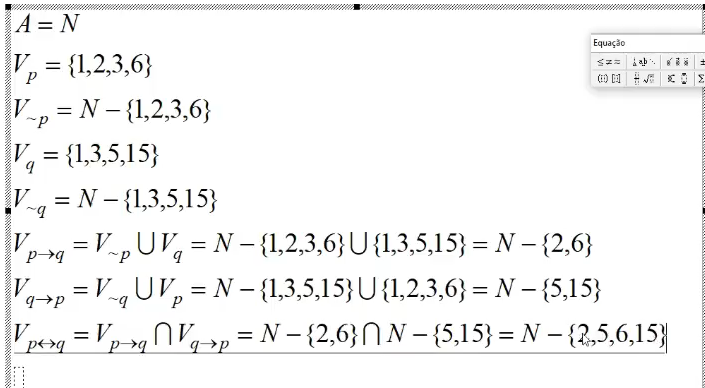 A = N
V_p = {1,2,3,6}
V_~p = N − {1,2,3,6}
V_q = {1,3,5,15}
V_~q = N − {1,3,5,15}
V_p→q = V_~p ⋃ V_q = N − {1,2,3,6} ⋃ {1,3,5,15} = N − {2,6}
V_q→p = V_~q ⋃ V_p = N − {1,3,5,15} ⋃ {1,2,3,6} = N − {5,15}
V_p↔q = V_p→q ⋂ V_q→p = N − {2,6} ⋂ N − {5,15} = N − {2,5,6,15}
Equação